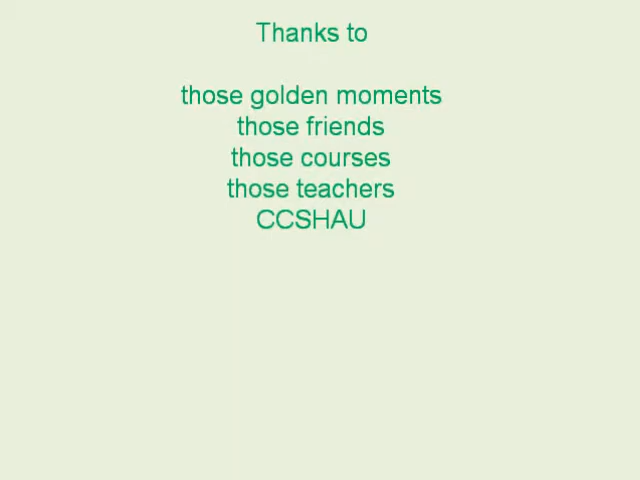 Thanks to
those golden moments
those friends
those courses
those teachers
CCSHAU